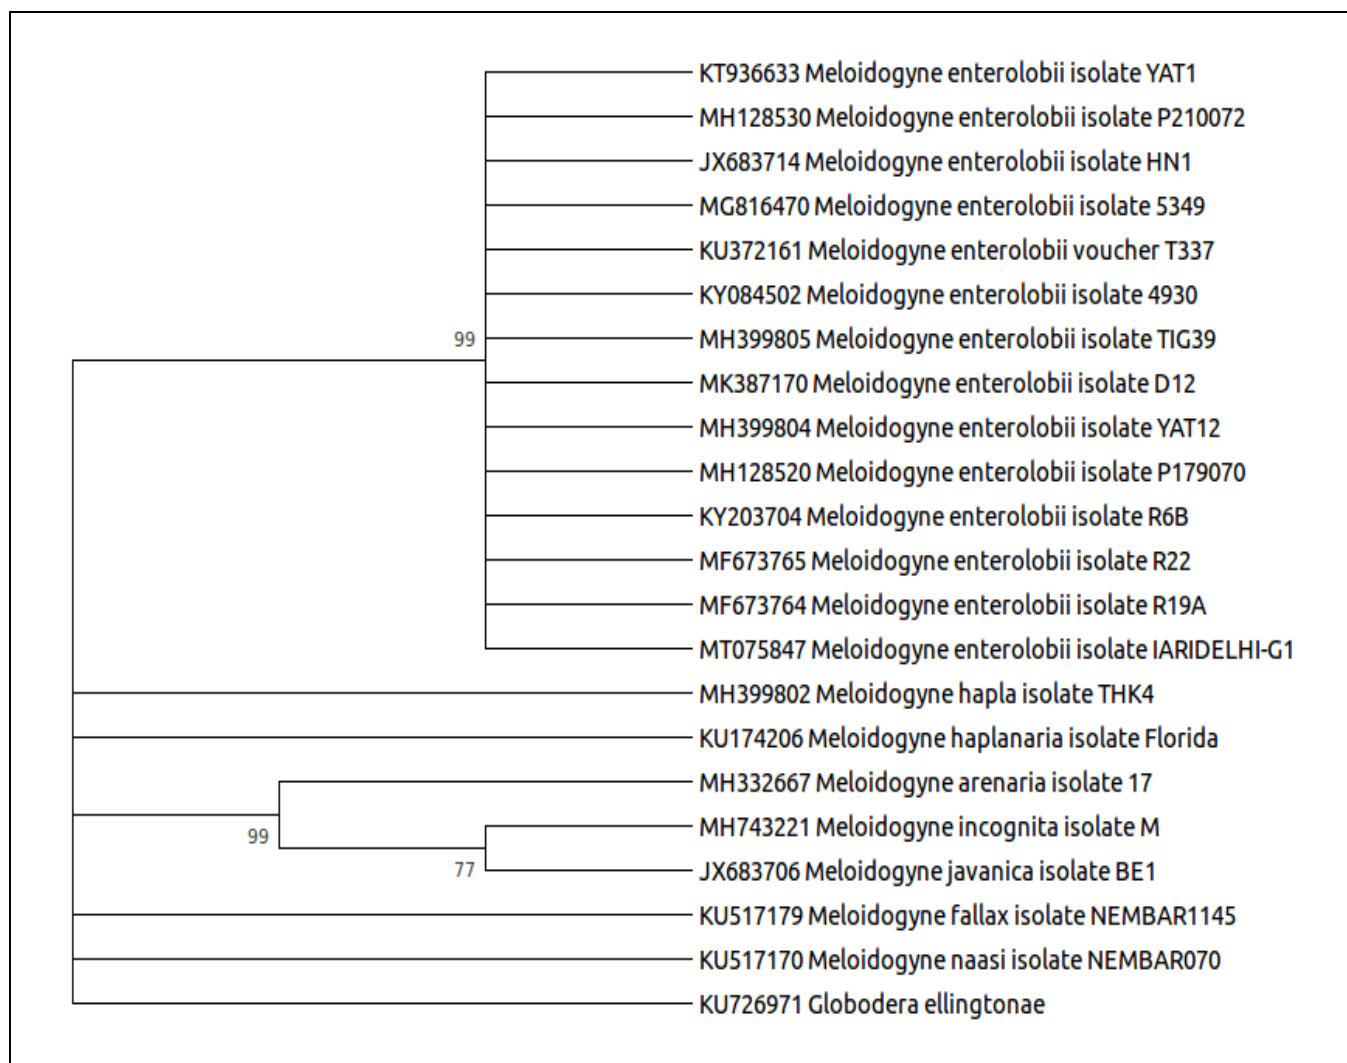 KT936633 Meloidogyne enterolobii isolate YAT1
MH128530 Meloidogyne enterolobii isolate P210072
JX683714 Meloidogyne enterolobii isolate HN1
MG816470 Meloidogyne enterolobii isolate 5349
KU372161 Meloidogyne enterolobii voucher T337
KY084502 Meloidogyne enterolobii isolate 4930
99
MH399805 Meloidogyne enterolobii isolate TIG39
MK387170 Meloidogyne enterolobii isolate D12
MH399804 Meloidogyne enterolobii isolate YAT12
MH128520 Meloidogyne enterolobii isolate P179070
KY203704 Meloidogyne enterolobii isolate R6B
MF673765 Meloidogyne enterolobii isolate R22
MF673764 Meloidogyne enterolobii isolate R19A
MT075847 Meloidogyne enterolobii isolate IARIDELHI-G1
MH399802 Meloidogyne hapla isolate THK4
KU174206 Meloidogyne haplanaria isolate Florida
MH332667 Meloidogyne arenaria isolate 17
MH743221 Meloidogyne incognita isolate M
99
77
JX683706 Meloidogyne javanica isolate BE1
KU517179 Meloidogyne fallax isolate NEMBAR1145
KU517170 Meloidogyne naasi isolate NEMBAR070
KU726971 Globodera ellingtonae